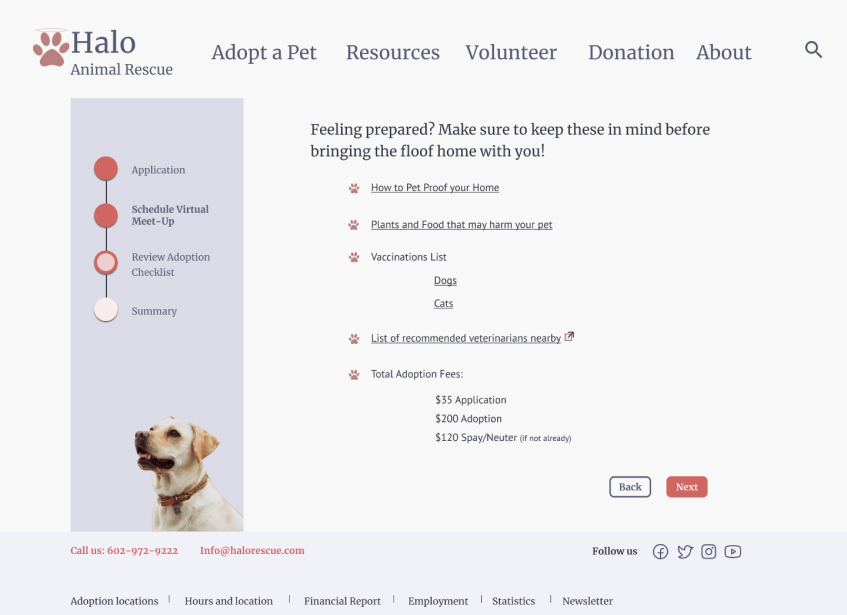 Halo
Animal Rescue
Adopt a Pet
Resources
Volunteer
Donation
About
Application
Schedule Virtual
Meet-Up
Review Adoption
Checklist
Summary
Feeling prepared? Make sure to keep these in mind before
bringing the floof home with you!
How to Pet Proof your Home
Plants and Food that may harm your pet
Vaccinations List
Dogs
Cats
List of recommended veterinarians nearby
Total Adoption Fees:
$35 Application
$200 Adoption
$120 Spay/Neuter (if not already)
Back
Next
Call us: 602-972-9222
Info@halorescue.com
Follow us
Adoption locations | Hours and location | Financial Report | Employment | Statistics | Newsletter